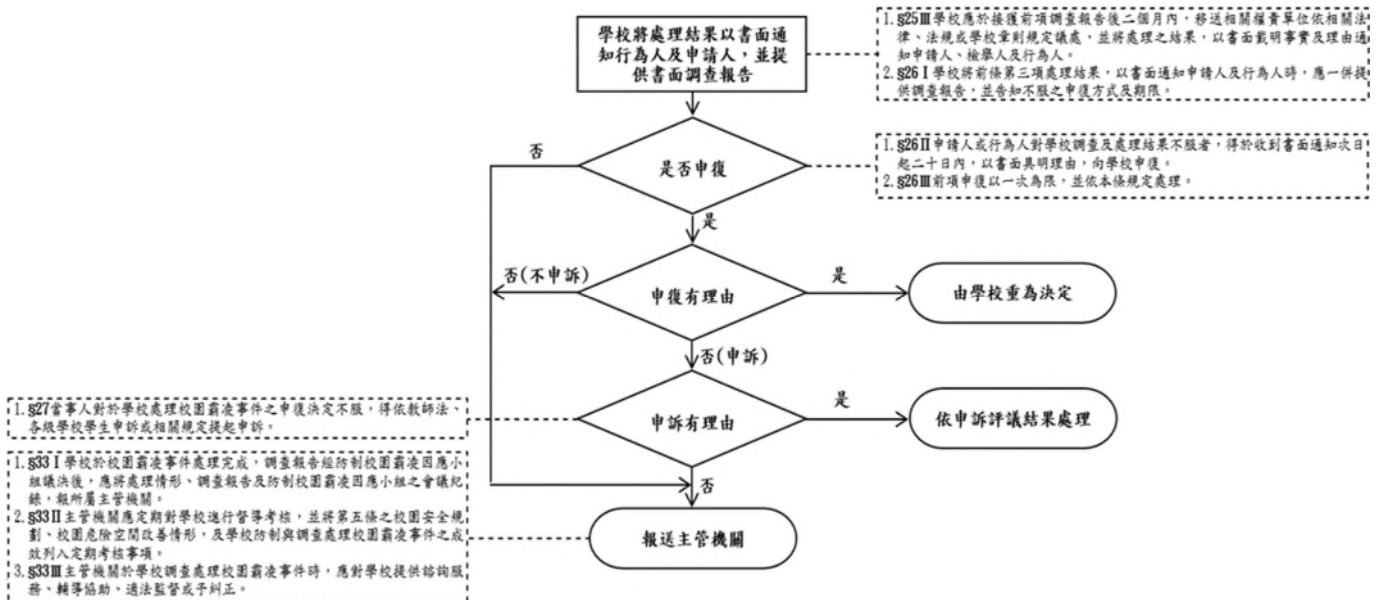 學校將處理結果以書面通
知行為人及申請人，並提
供書面調查報告
1. §25Ⅲ學校應於接獲前項調查報告後二個月內，移送相關權責單位依相關法
律、法規或學校章則規定議處，並將處理之結果，以書面載明事實及理由通
知申請人、檢舉人及行為人。
2. §26Ⅰ學校將前條第三項處理結果，以書面通知申請人及行為人時，應一併提
供調查報告，並告知不服之申復方式及期限。
否
是否申復
1. §26Ⅱ申請人或行為人對學校調查及處理結果不服者，得於收到書面通知次日
起二十日內，以書面具明理由，向學校申復。
2. §26Ⅲ前項申復以一次為限，並依本條規定處理。
是
否(不申訴)
申復有理由
是
由學校重為決定
否(申訴)
1. §27當事人對於學校處理校園霸凌事件之申復決定不服，得依教師法、
各級學校學生申訴或相關規定提起申訴。
申訴有理由
是
依申訴評議結果處理
1. §33Ⅰ學校於校園霸凌事件處理完成，調查報告經防制校園霸凌因應小
組議決後，應將處理情形、調查報告及防制校園霸凌因應小組之會議紀
錄，報所屬主管機關。
2. §33Ⅱ主管機關應定期對學校進行督導考核，並將第五條之校園安全規
劃、校園危險空間改善情形，及學校防制與調查處理校園霸凌事件之成
效列入定期考核事項。
3. §33Ⅲ主管機關於學校調查處理校園霸凌事件時，應對學校提供諮詢服
務、輔導協助、適法監督或予糾正。
否
報送主管機關